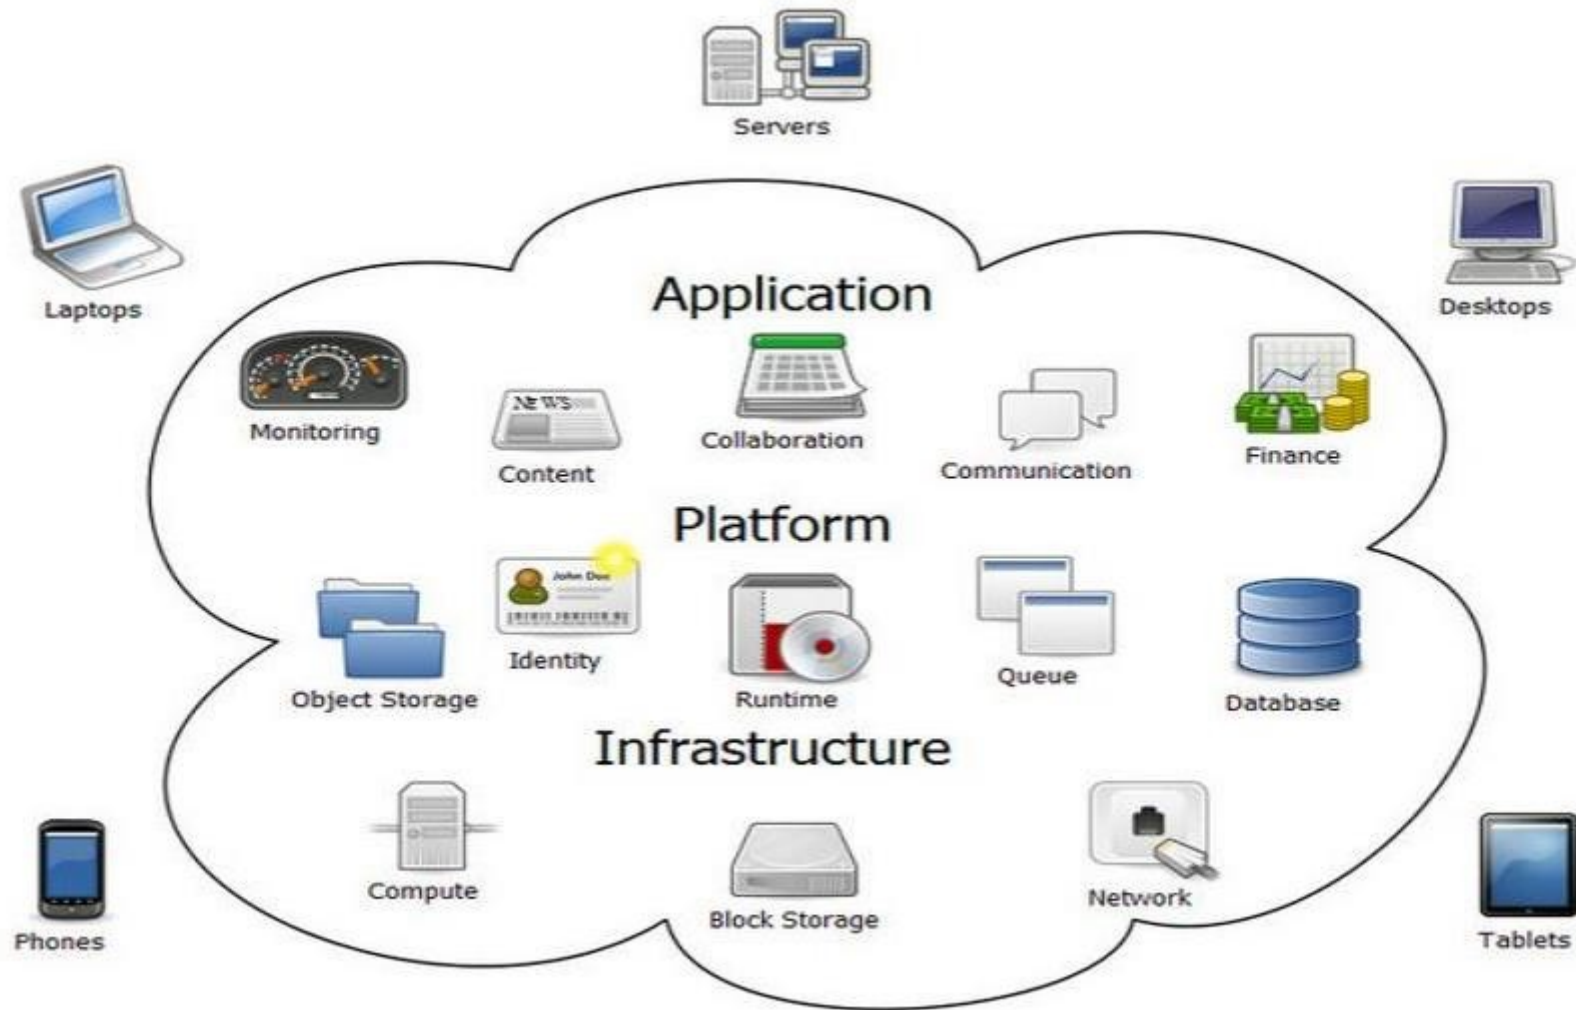 Servers
Laptops
Desktops
Application
Monitoring
NEWS
Content
Collaboration
Communication
Finance
Platform
John Doe
Object Storage
Identity
Runtime
Queue
Database
Infrastructure
Compute
Block Storage
Network
Phones
Tablets